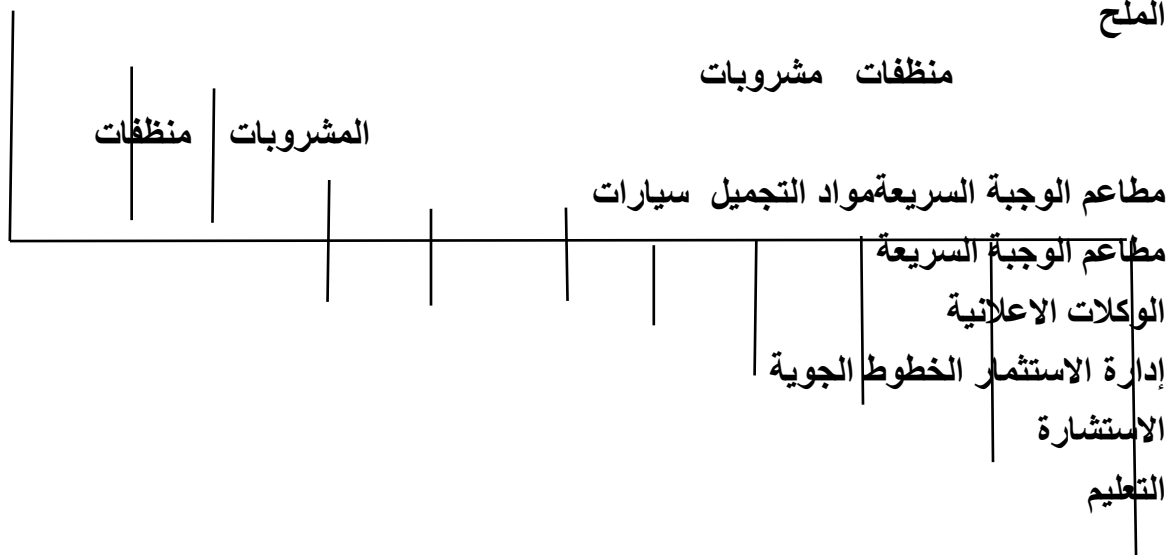 الملح
منظفات مشروبات
المشروبات منظفات
مطاعم الوجبة السريعةمواد التجميل سيارات
مطاعم الوجبة السريعة
الوكلات الاعلانية
إدارة الاستثمار الخطوط الجوية
الاستشارة
التعليم